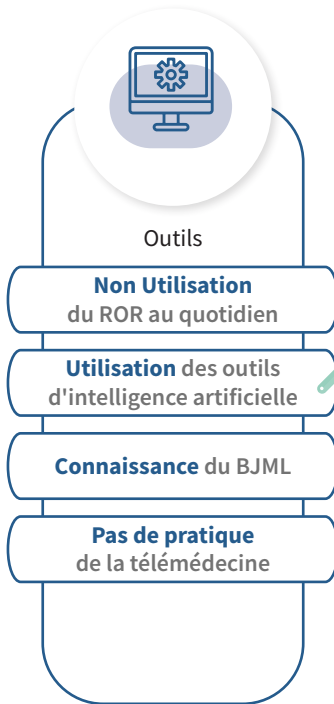 Outils
Non Utilisation
du ROR au quotidien
Utilisation des outils
d'intelligence artificielle
Connaissance du BJML
Pas de pratique
de la télémédecine